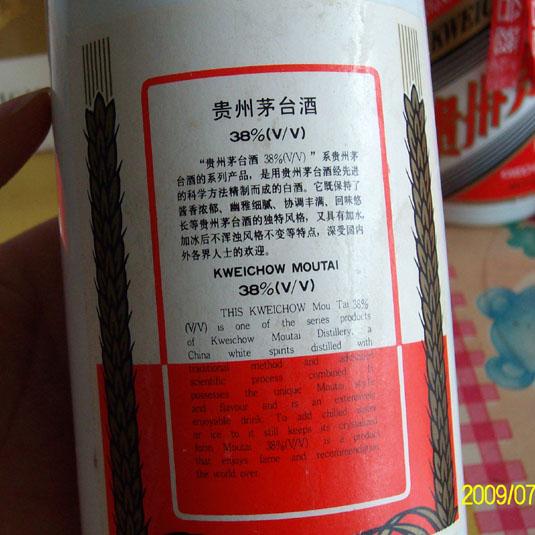 贵州茅台酒
38%(V/V)
“贵州茅台酒 38%(V/V)”系贵州茅
台酒的系列产品，是用贵州茅台酒经先进
的科学方法精制而成的白酒。它既保持了
酱香浓郁、幽雅细腻、协调丰满、回味悠
长等贵州茅台酒的独特风格，又具有加水，
加冰后不浑浊风格不变等特点，深受国内
外各界人士的欢迎。
KWEICHOW MOUTAI
38%(V/V)
THIS KWEICHOW Mou Tai 38%
(V/V) is one of the series products
of Kweichow Moutai Distillery, a
China white spirits distilled with
traditional method and advanced
scientific process combined. It
possesses the unique Moutai style
and flavour and is an extensively
enjoyable drink. To add chilled water
or ice to it still keeps its crystalized
form Moutai 38%(V/V) is a product
that enjoys fame and recommendation
the world over.
KWEICH
贵州
2009/07